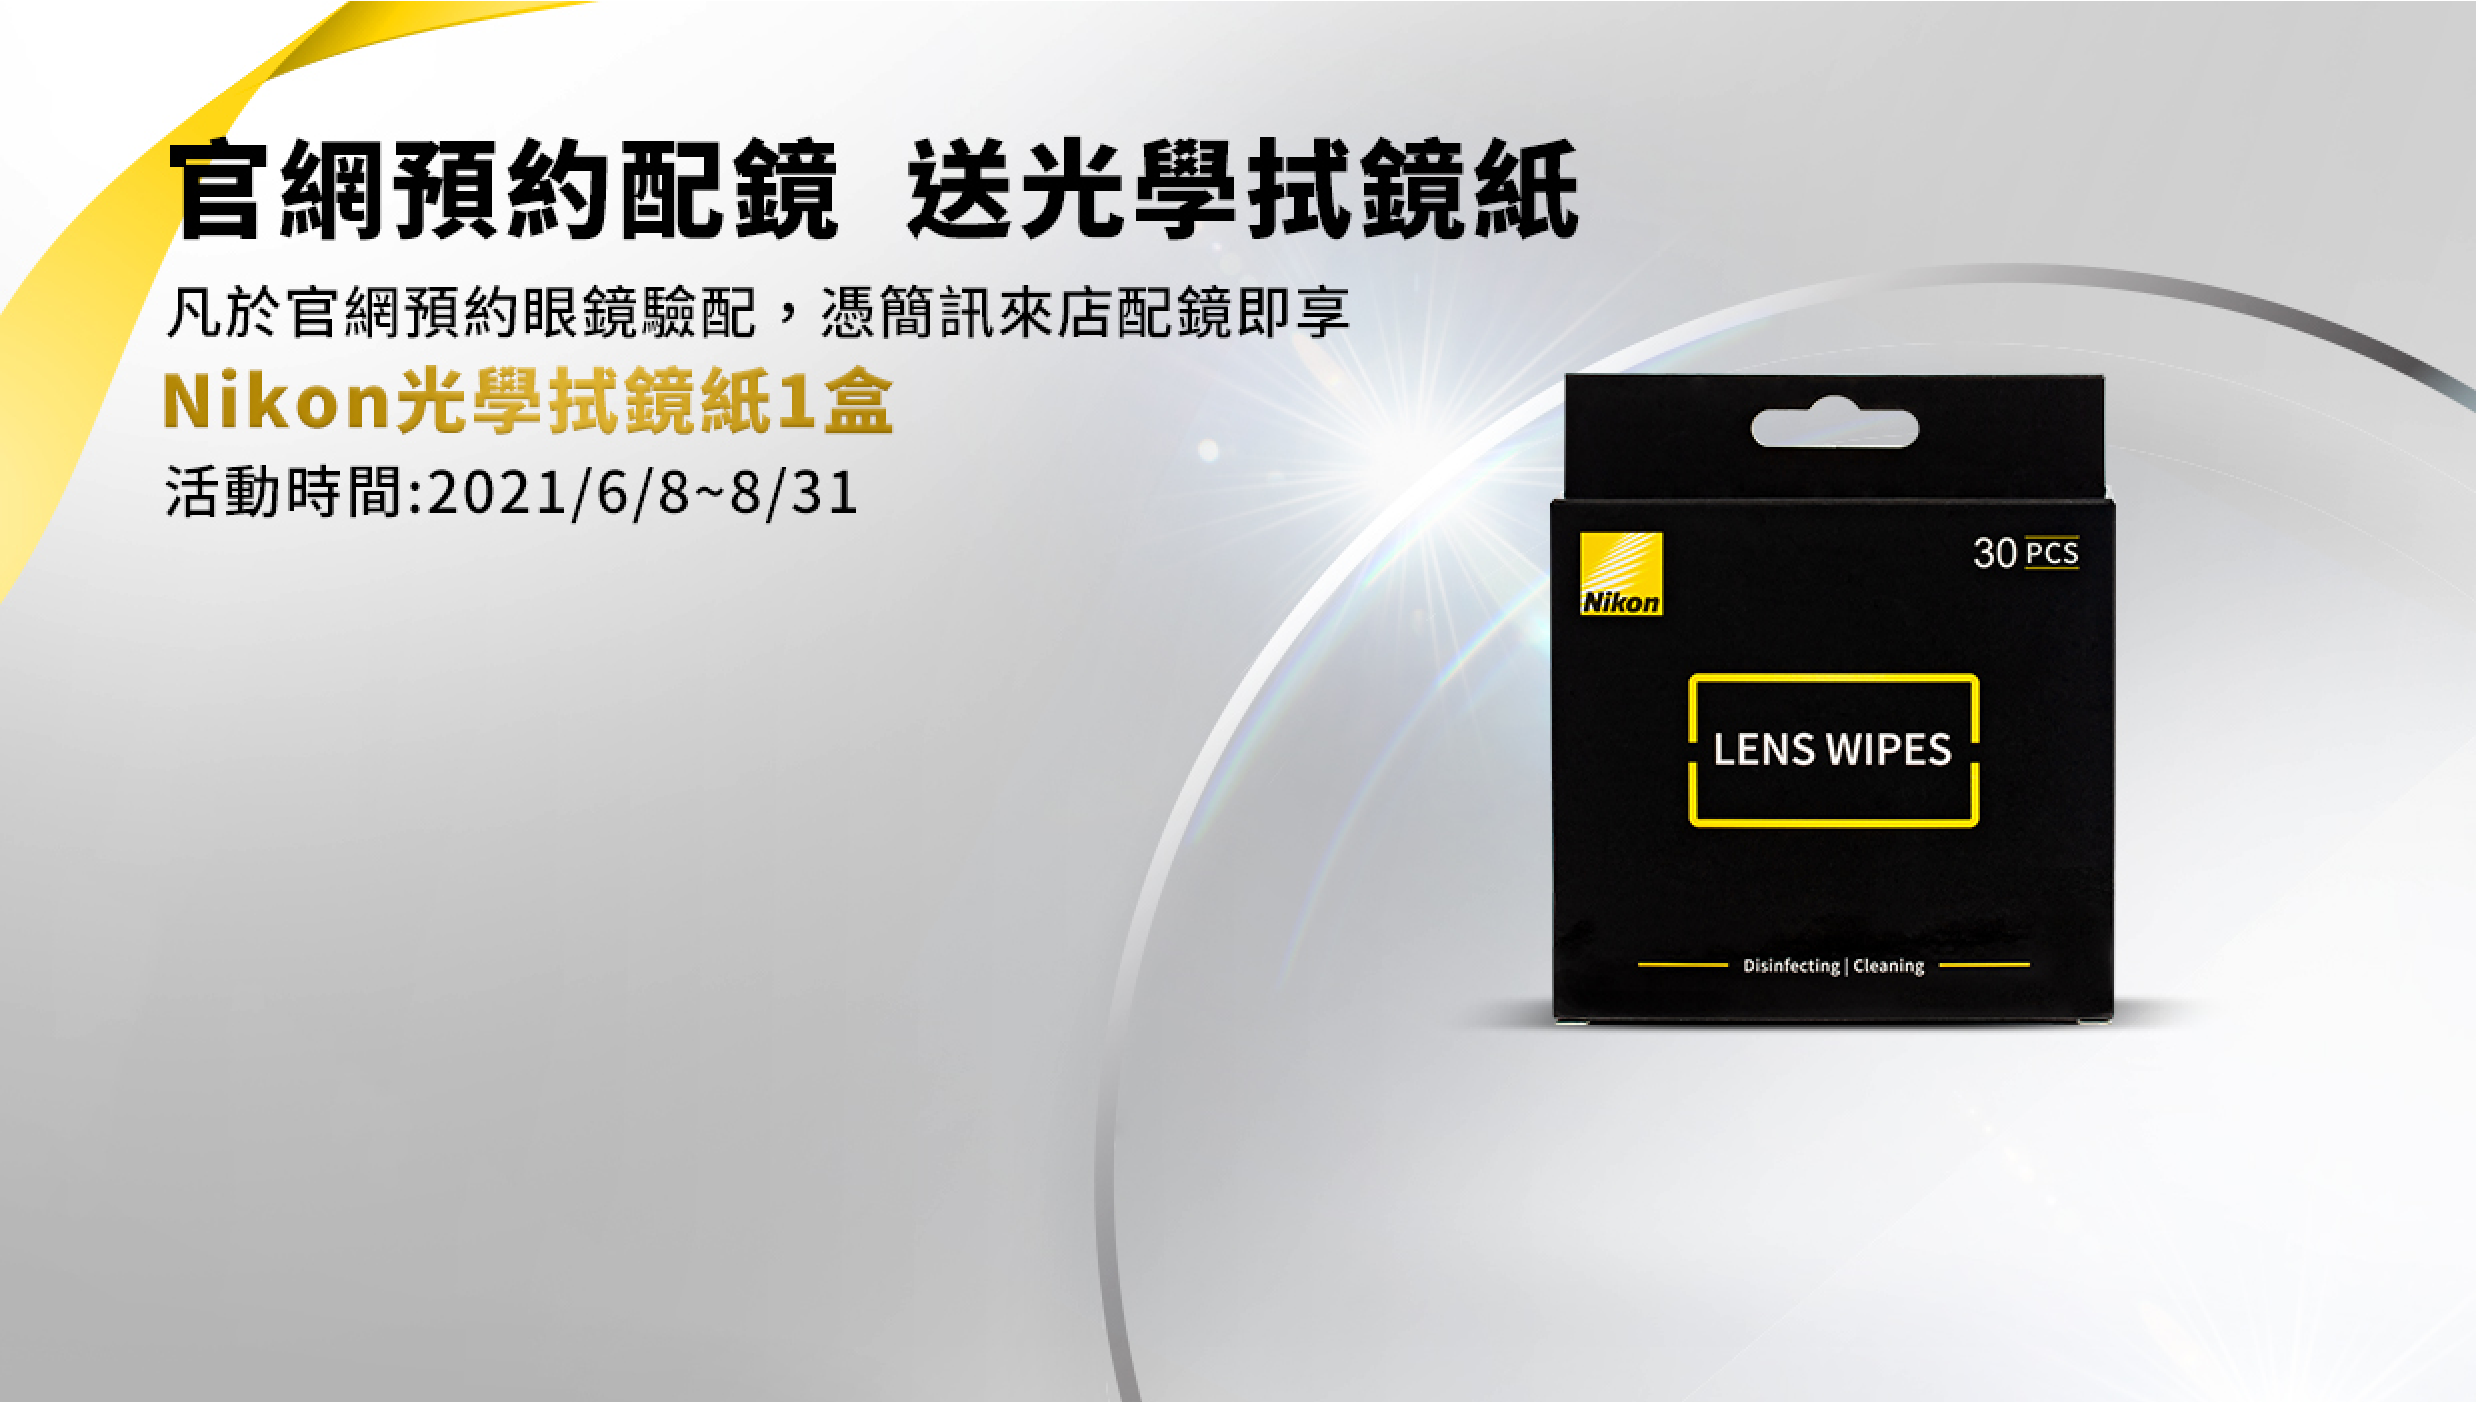 官網預約配鏡 送光學拭鏡紙
凡於官網預約眼鏡驗配，憑簡訊來店配鏡即享
Nikon光學拭鏡紙1盒
活動時間:2021/6/8~8/31
Nikon
30 PCS
LENS WIPES
Disinfecting | Cleaning